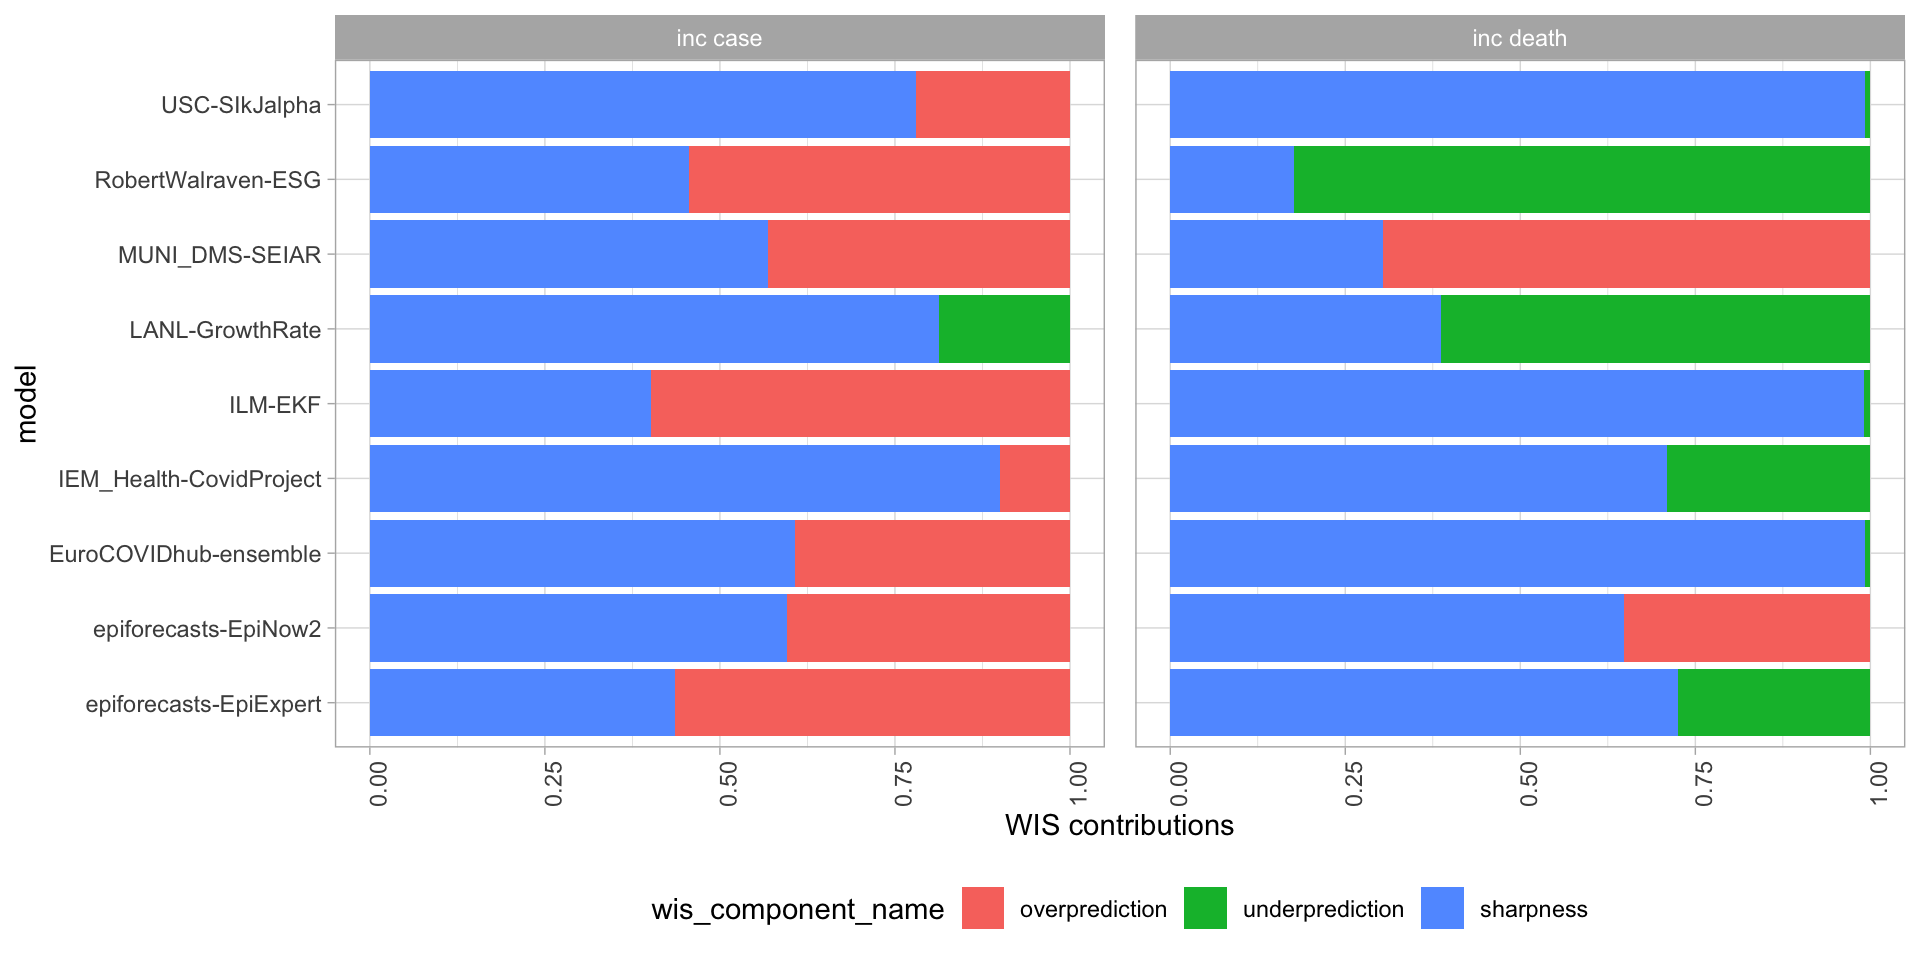 inc case
inc death
model
USC-SIkJalpha
RobertWalraven-ESG
MUNI_DMS-SEIAR
LANL-GrowthRate
ILM-EKF
IEM_Health-CovidProject
EuroCOVIDhub-ensemble
epiforecasts-EpiNow2
epiforecasts-EpiExpert
0.00 0.25 0.50 0.75 1.00
0.00 0.25 0.50 0.75 1.00
WIS contributions
wis_component_name overprediction underprediction sharpness